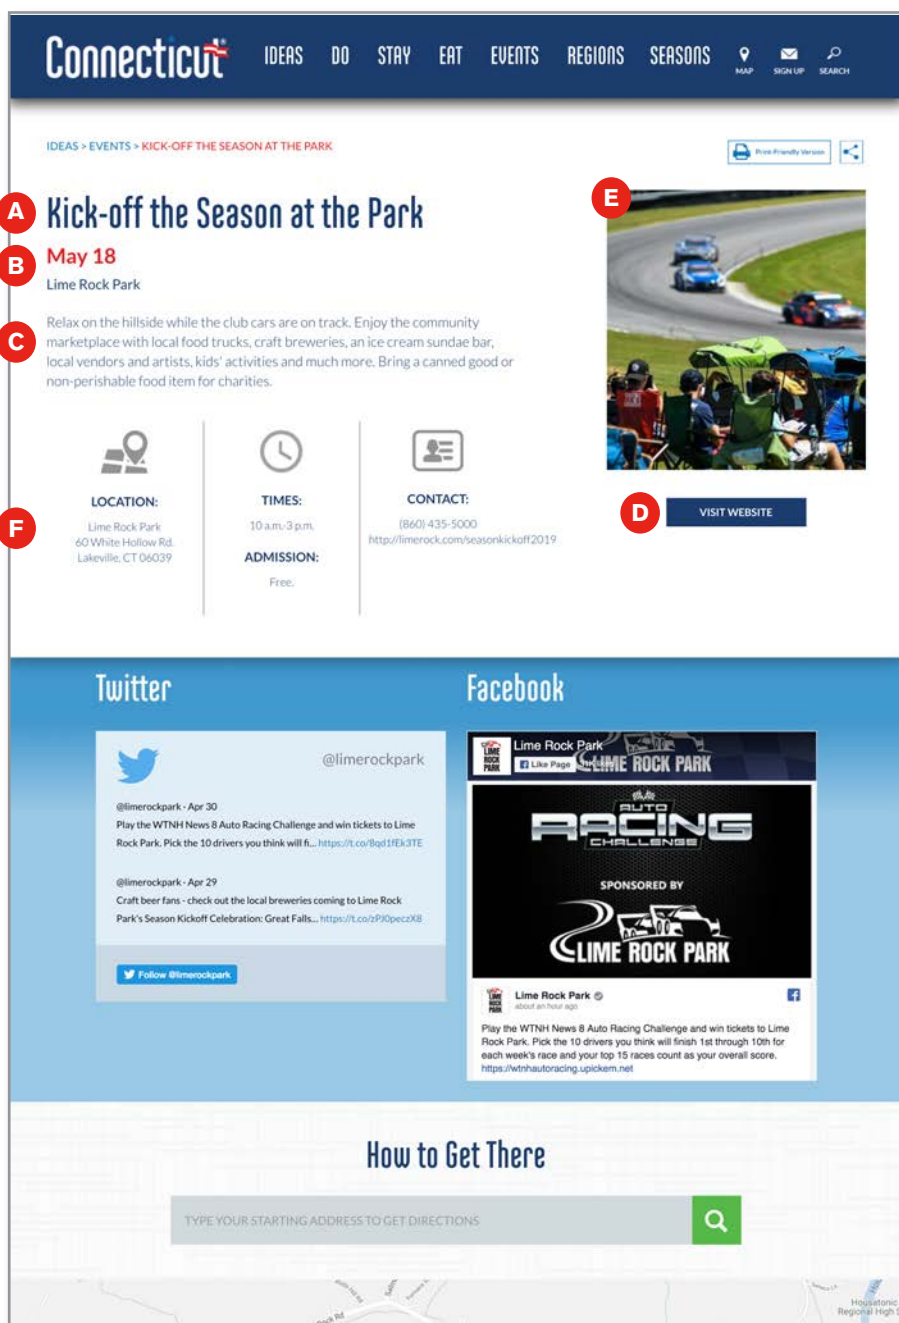 Connecticut
IDEAS DO STAY EAT EVENTS REGIONS SEASONS MAP SIGN UP SEARCH
IDEAS > EVENTS > KICK-OFF THE SEASON AT THE PARK
Print-Friendly Version
A
Kick-off the Season at the Park
B
May 18
Lime Rock Park
C
Relax on the hillside while the club cars are on track. Enjoy the community
marketplace with local food trucks, craft breweries, an ice cream sundae bar,
local vendors and artists, kids' activities and much more. Bring a canned good or
non-perishable food item for charities.
E
D
VISIT WEBSITE
F
LOCATION:
Lime Rock Park
60 White Hollow Rd.
Lakeville, CT 06039
TIMES:
10 a.m.-3 p.m.
ADMISSION:
Free.
CONTACT:
(860) 435-5000
http://limerock.com/seasonkickoff2019
Twitter
@limerockpark
@limerockpark - Apr 30
Play the WTNH News 8 Auto Racing Challenge and win tickets to Lime
Rock Park. Pick the 10 drivers you think will fi... https://t.co/8qd1fEk3TE
@limerockpark - Apr 29
Craft beer fans - check out the local breweries coming to Lime Rock
Park's Season Kickoff Celebration: Great Falls... https://t.co/zPJ0peczX8
Follow @limerockpark
Facebook
LIME
ROCK
PARK
Lime Rock Park
Like Page
LIME ROCK PARK
AUTO
RACING
CHALLENGE
SPONSORED BY
LIME ROCK PARK
LIME
ROCK
PARK
Lime Rock Park
about an hour ago
Play the WTNH News 8 Auto Racing Challenge and win tickets to Lime
Rock Park. Pick the 10 drivers you think will finish 1st through 10th for
each week's race and your top 15 races count as your overall score.
https://wtnhautoracing.upickem.net
How to Get There
TYPE YOUR STARTING ADDRESS TO GET DIRECTIONS
Housatonic
Regional High